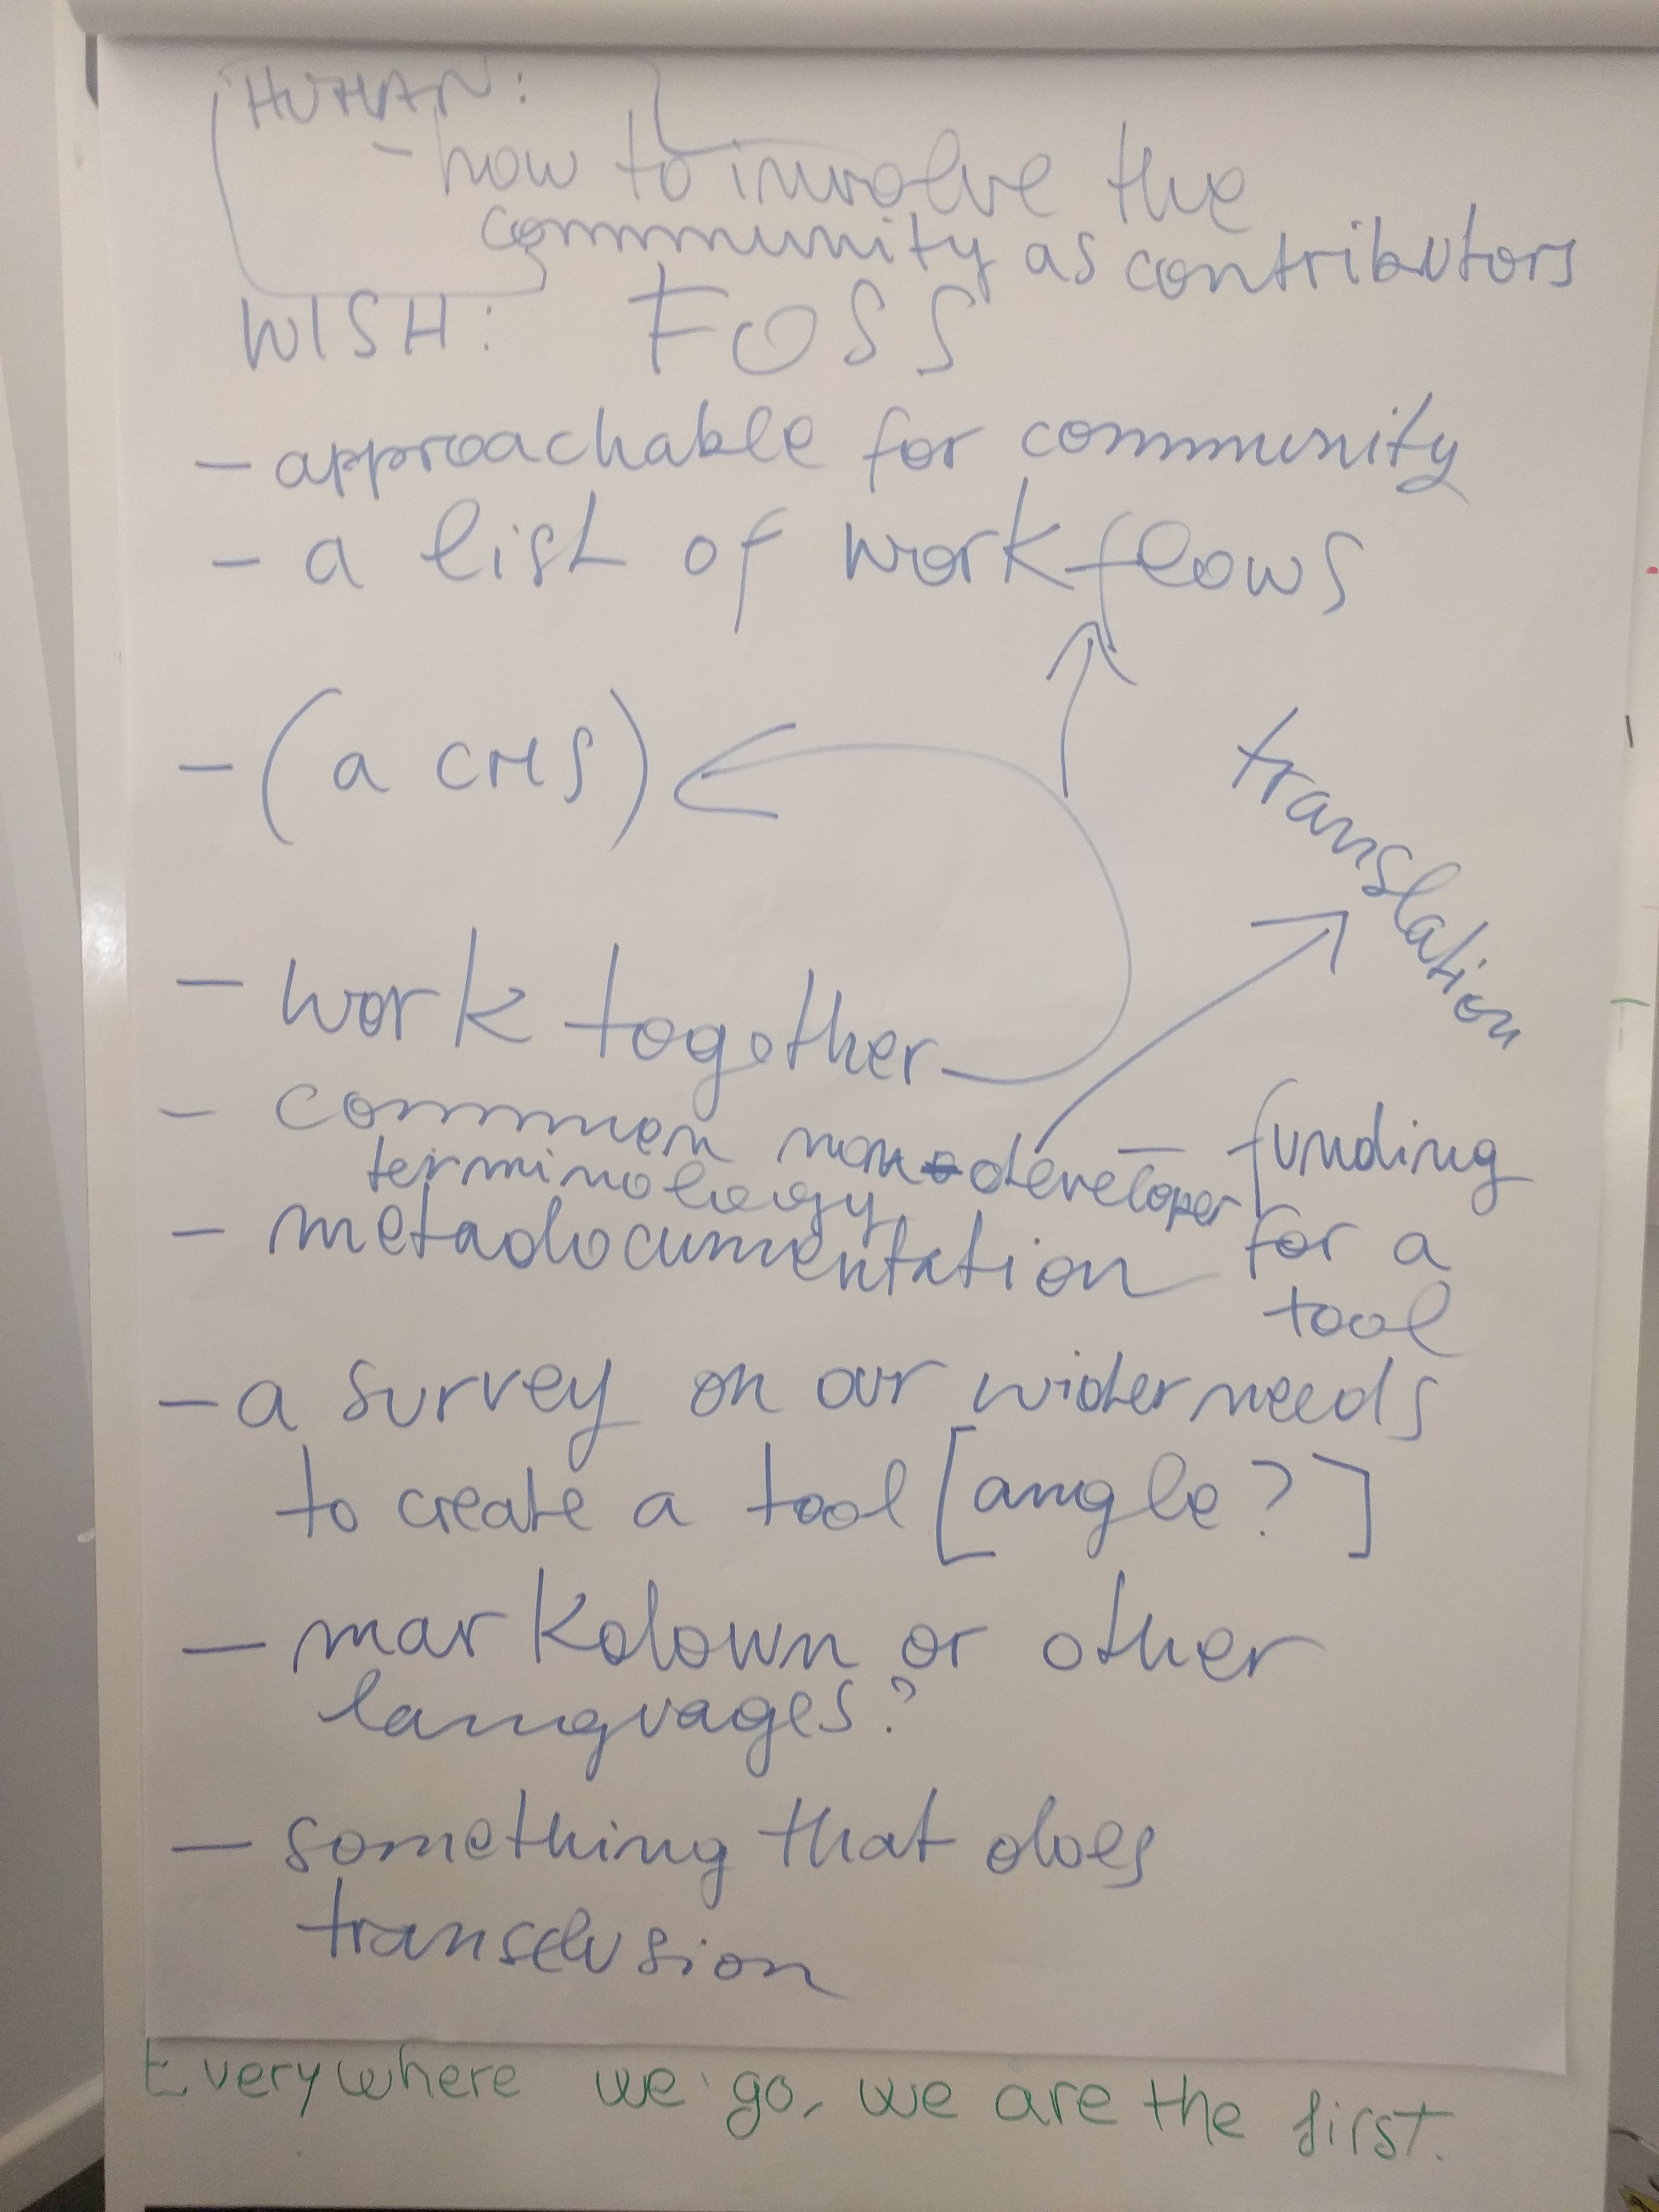 HUMAN:
- how to involve the
community as contributors
WISH: FOSS
- approachable for community
- a list of workflows
- (a CMS)
translation
- work together
- common non-developer
terminology
- funding
for a
tool
- metadocumentation
- a survey on our wider needs
to create a tool [angle?]
- markdown or other
languages?
- something that does
transclusion
Everywhere we go, we are the first.